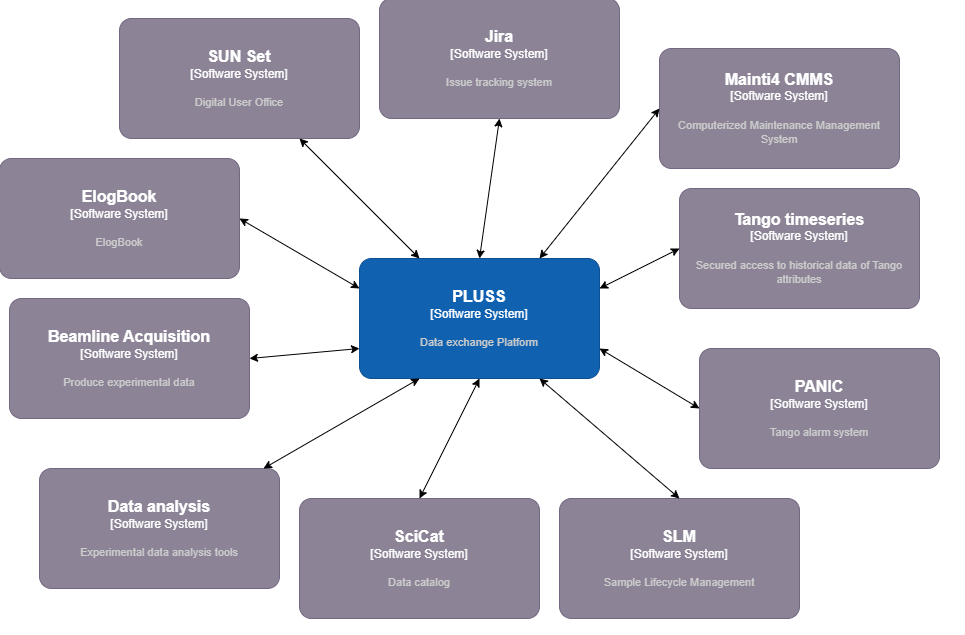 Jira
[Software System]
Issue tracking system
SUN Set
[Software System]
Digital User Office
Mainti4 CMMS
[Software System]
Computerized Maintenance Management
System
ElogBook
[Software System]
ElogBook
Tango timeseries
[Software System]
Secured access to historical data of Tango
attributes
PLUSS
[Software System]
Data exchange Platform
Beamline Acquisition
[Software System]
Produce experimental data
PANIC
[Software System]
Tango alarm system
Data analysis
[Software System]
Experimental data analysis tools
SciCat
[Software System]
Data catalog
SLM
[Software System]
Sample Lifecycle Management